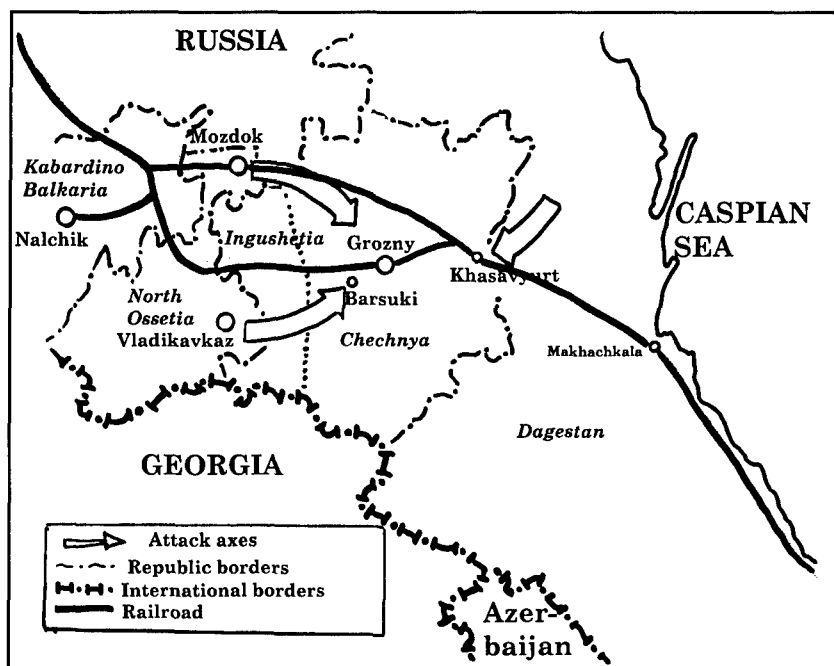 RUSSIA
Mozdok
Kabardino
Balkaria
Nalchik
Ingushetia
Grozny
CASPIAN
SEA
Khasavyurt
North
Ossetia
Barsuki
Vladikavkaz
Chechnya
Makhachkala
Dagestan
GEORGIA
Attack axes
Republic borders
International borders
Railroad
Azer-
baijan